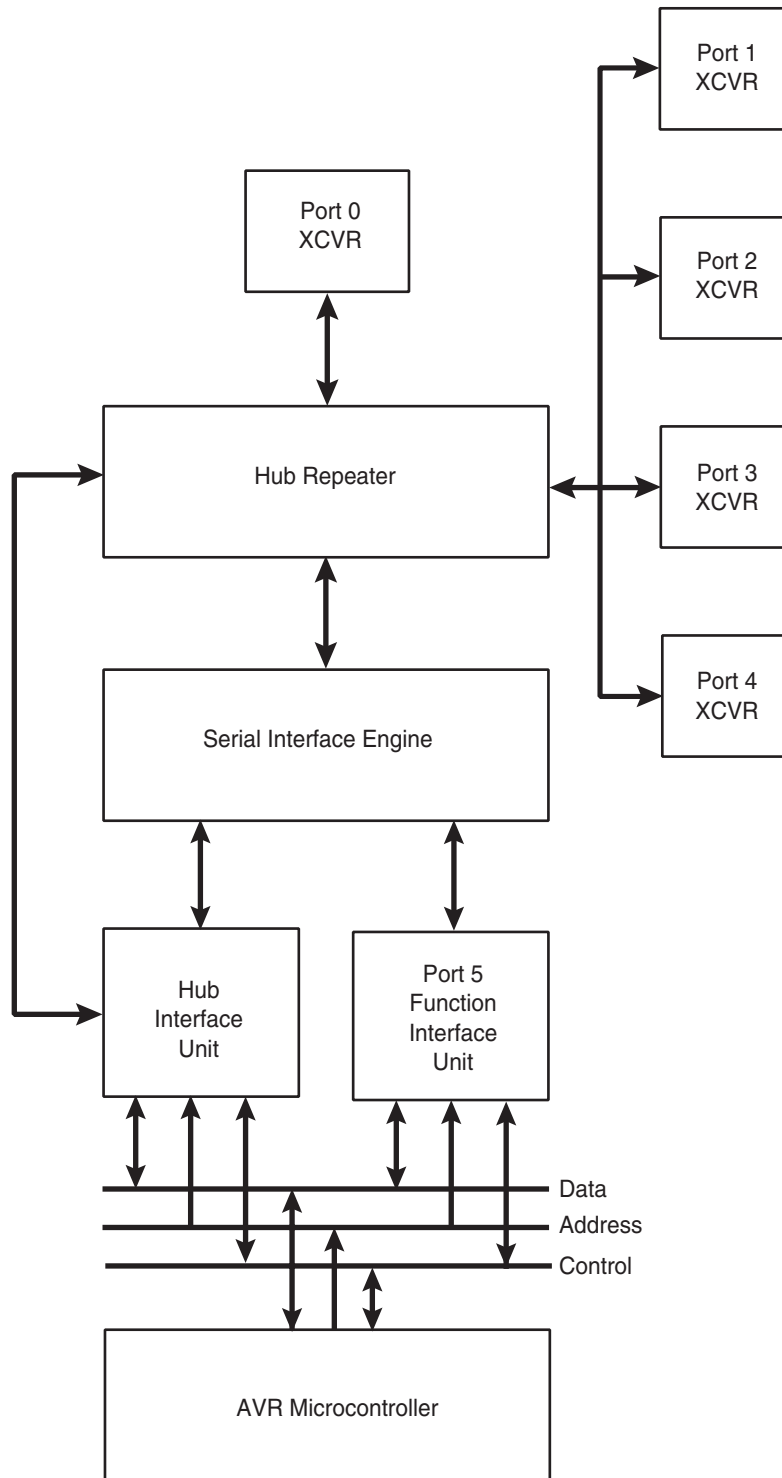 Port 1
XCVR
Port 0
XCVR
Port 2
XCVR
Hub Repeater
Port 3
XCVR
Serial Interface Engine
Port 4
XCVR
Hub
Interface
Unit
Port 5
Function
Interface
Unit
Data
Address
Control
AVR Microcontroller